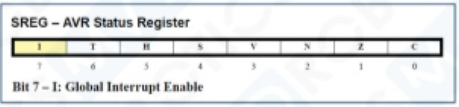 SREG – AVR Status Register
I T H S V N Z C
7 6 5 4 3 2 1 0
Bit 7 – I: Global Interrupt Enable